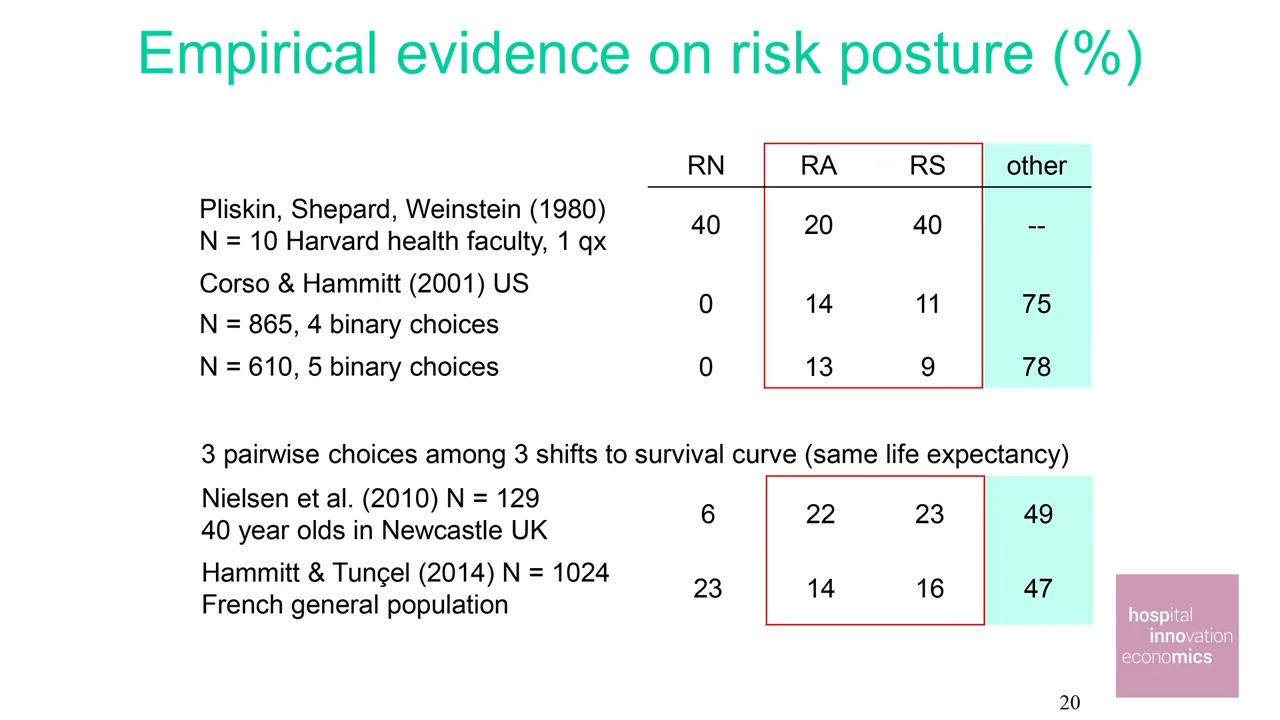 Empirical evidence on risk posture (%)
RN RA RS other
Pliskin, Shepard, Weinstein (1980)
N = 10 Harvard health faculty, 1 qx
40 20 40 --
Corso & Hammitt (2001) US
N = 865, 4 binary choices
0 14 11 75
N = 610, 5 binary choices
0 13 9 78
3 pairwise choices among 3 shifts to survival curve (same life expectancy)
Nielsen et al. (2010) N = 129
40 year olds in Newcastle UK
6 22 23 49
Hammitt & Tunçel (2014) N = 1024
French general population
23 14 16 47
hospital
innovation
economics
20